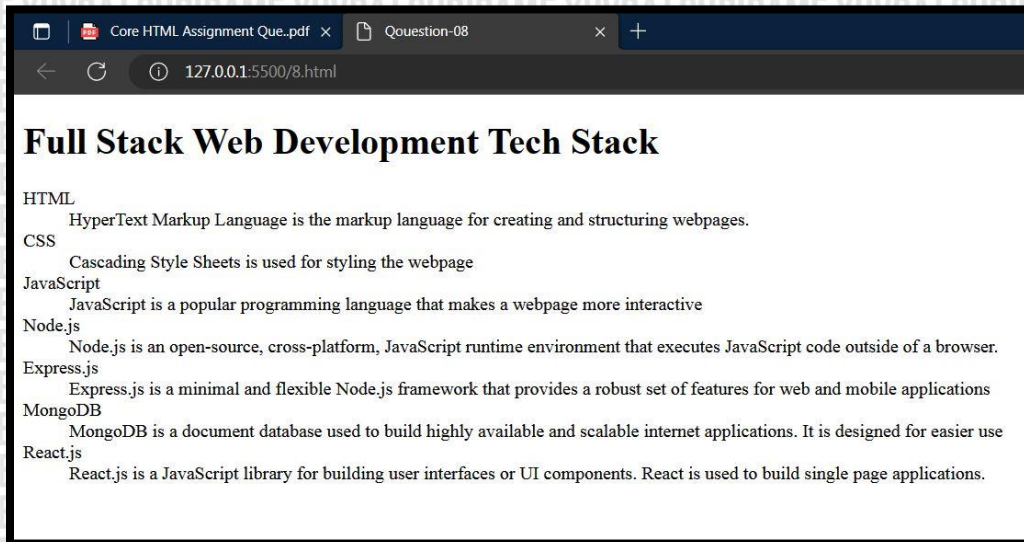 PDF Core HTML Assignment Que..pdf
Qouestion-08
127.0.0.1:5500/8.html
Full Stack Web Development Tech Stack
HTML
HyperText Markup Language is the markup language for creating and structuring webpages.
CSS
Cascading Style Sheets is used for styling the webpage
JavaScript
JavaScript is a popular programming language that makes a webpage more interactive
Node.js
Node.js is an open-source, cross-platform, JavaScript runtime environment that executes JavaScript code outside of a browser.
Express.js
Express.js is a minimal and flexible Node.js framework that provides a robust set of features for web and mobile applications
MongoDB
MongoDB is a document database used to build highly available and scalable internet applications. It is designed for easier use
React.js
React.js is a JavaScript library for building user interfaces or UI components. React is used to build single page applications.